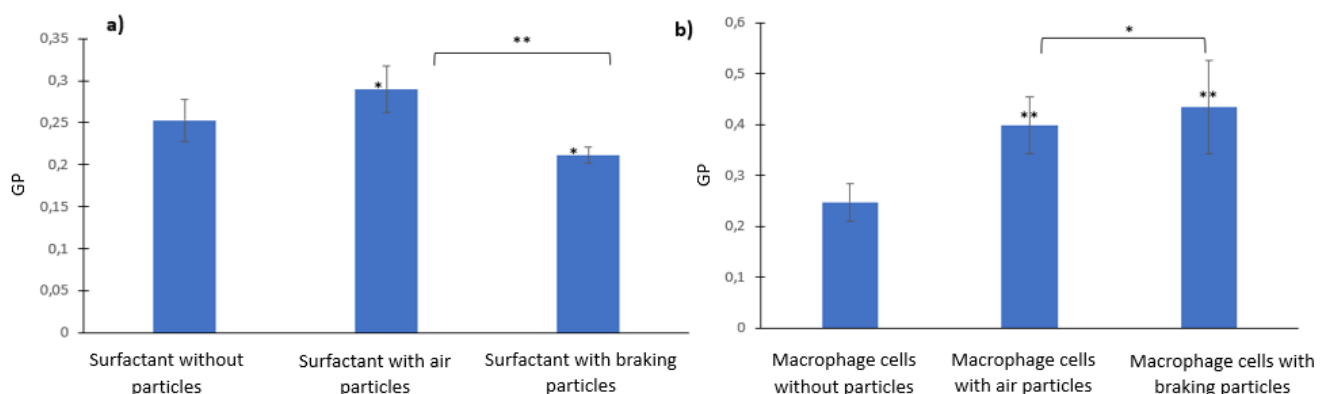 a)
**
0,35
0,3
0,25
0,2
0,15
0,1
0,05
0
GP
*
*
Surfactant without
particles
Surfactant with air
particles
Surfactant with braking
particles
b)
*
0,6
0,5
0,4
0,3
0,2
0,1
0
GP
**
**
Macrophage cells
without particles
Macrophage cells
with air particles
Macrophage cells with
braking particles